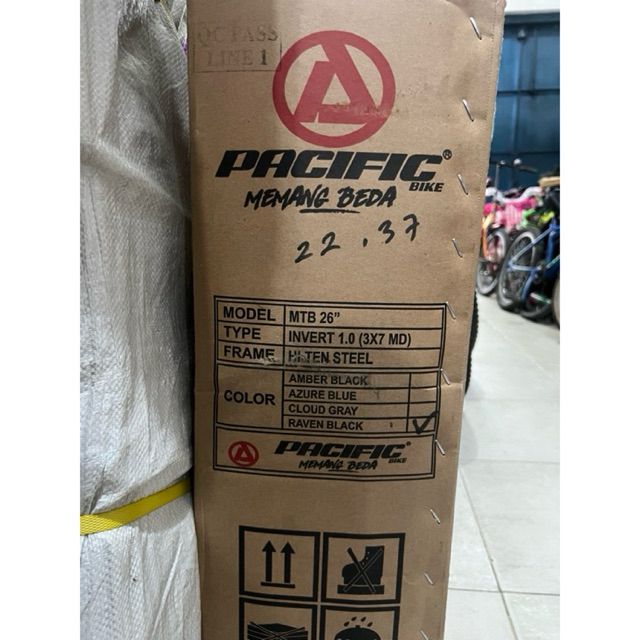 QC PASS
LINE 1
PACIFIC®
BIKE
MEMANG BEDA
22.37
MODEL MTB 26”
TYPE INVERT 1.0 (3X7 MD)
FRAME HI-TEN STEEL
COLOR
AMBER BLACK
AZURE BLUE
CLOUD GRAY
RAVEN BLACK
PACIFIC®
BIKE
MEMANG BEDA